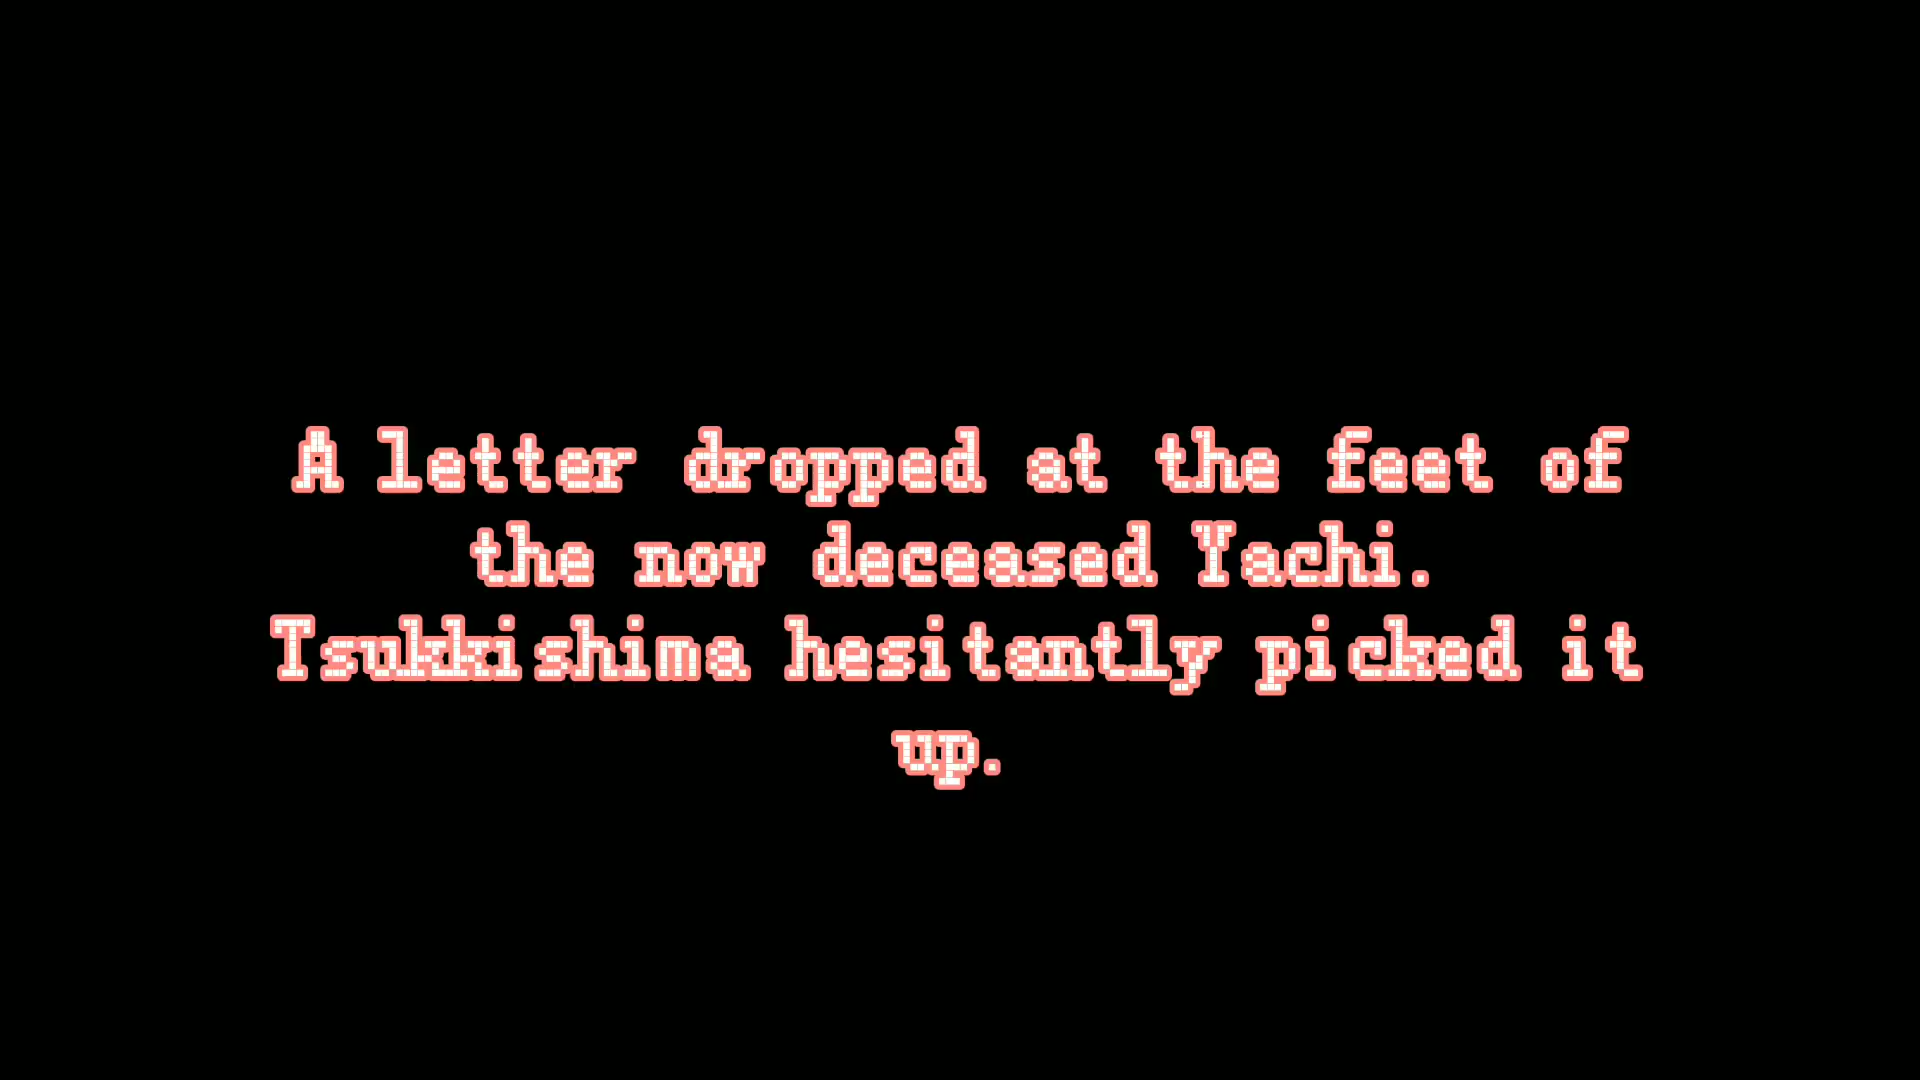 A letter dropped at the feet of
the now deceased Yachi.
Tsukkishima hesitantly picked it
up.